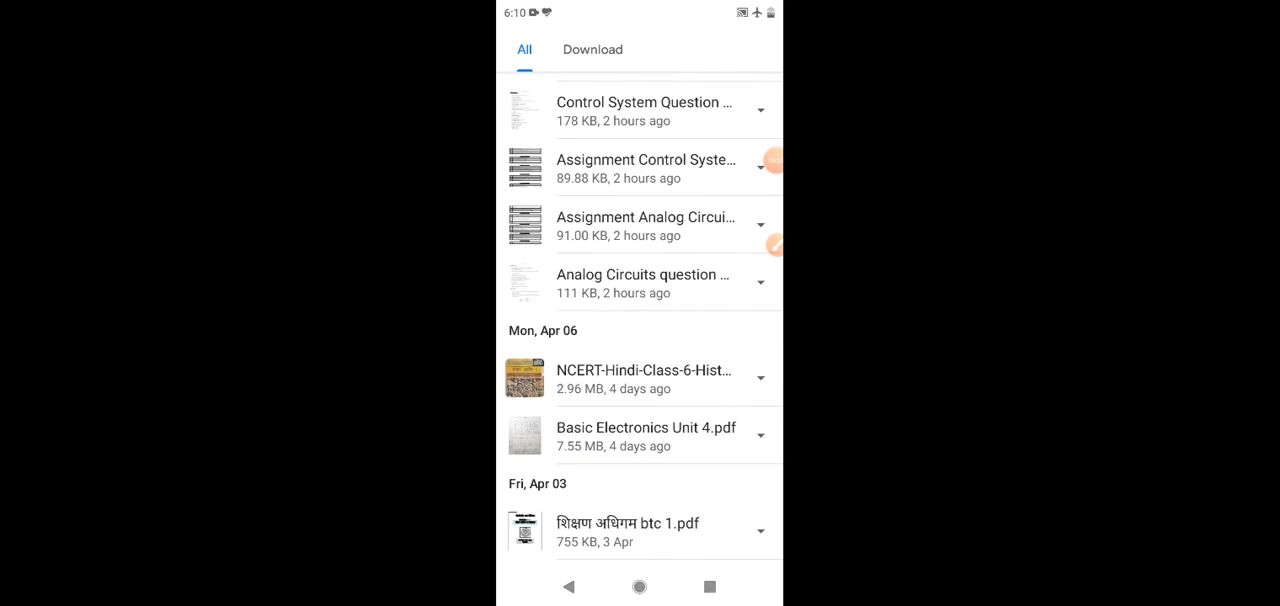 6:10
All Download
Control System Question ...
178 KB, 2 hours ago
Assignment Control Syste...
89.88 KB, 2 hours ago
Assignment Analog Circui...
91.00 KB, 2 hours ago
Analog Circuits question ...
111 KB, 2 hours ago
Mon, Apr 06
NCERT-Hindi-Class-6-Hist...
2.96 MB, 4 days ago
Basic Electronics Unit 4.pdf
7.55 MB, 4 days ago
Fri, Apr 03
शिक्षण अधिगम btc 1.pdf
755 KB, 3 Apr